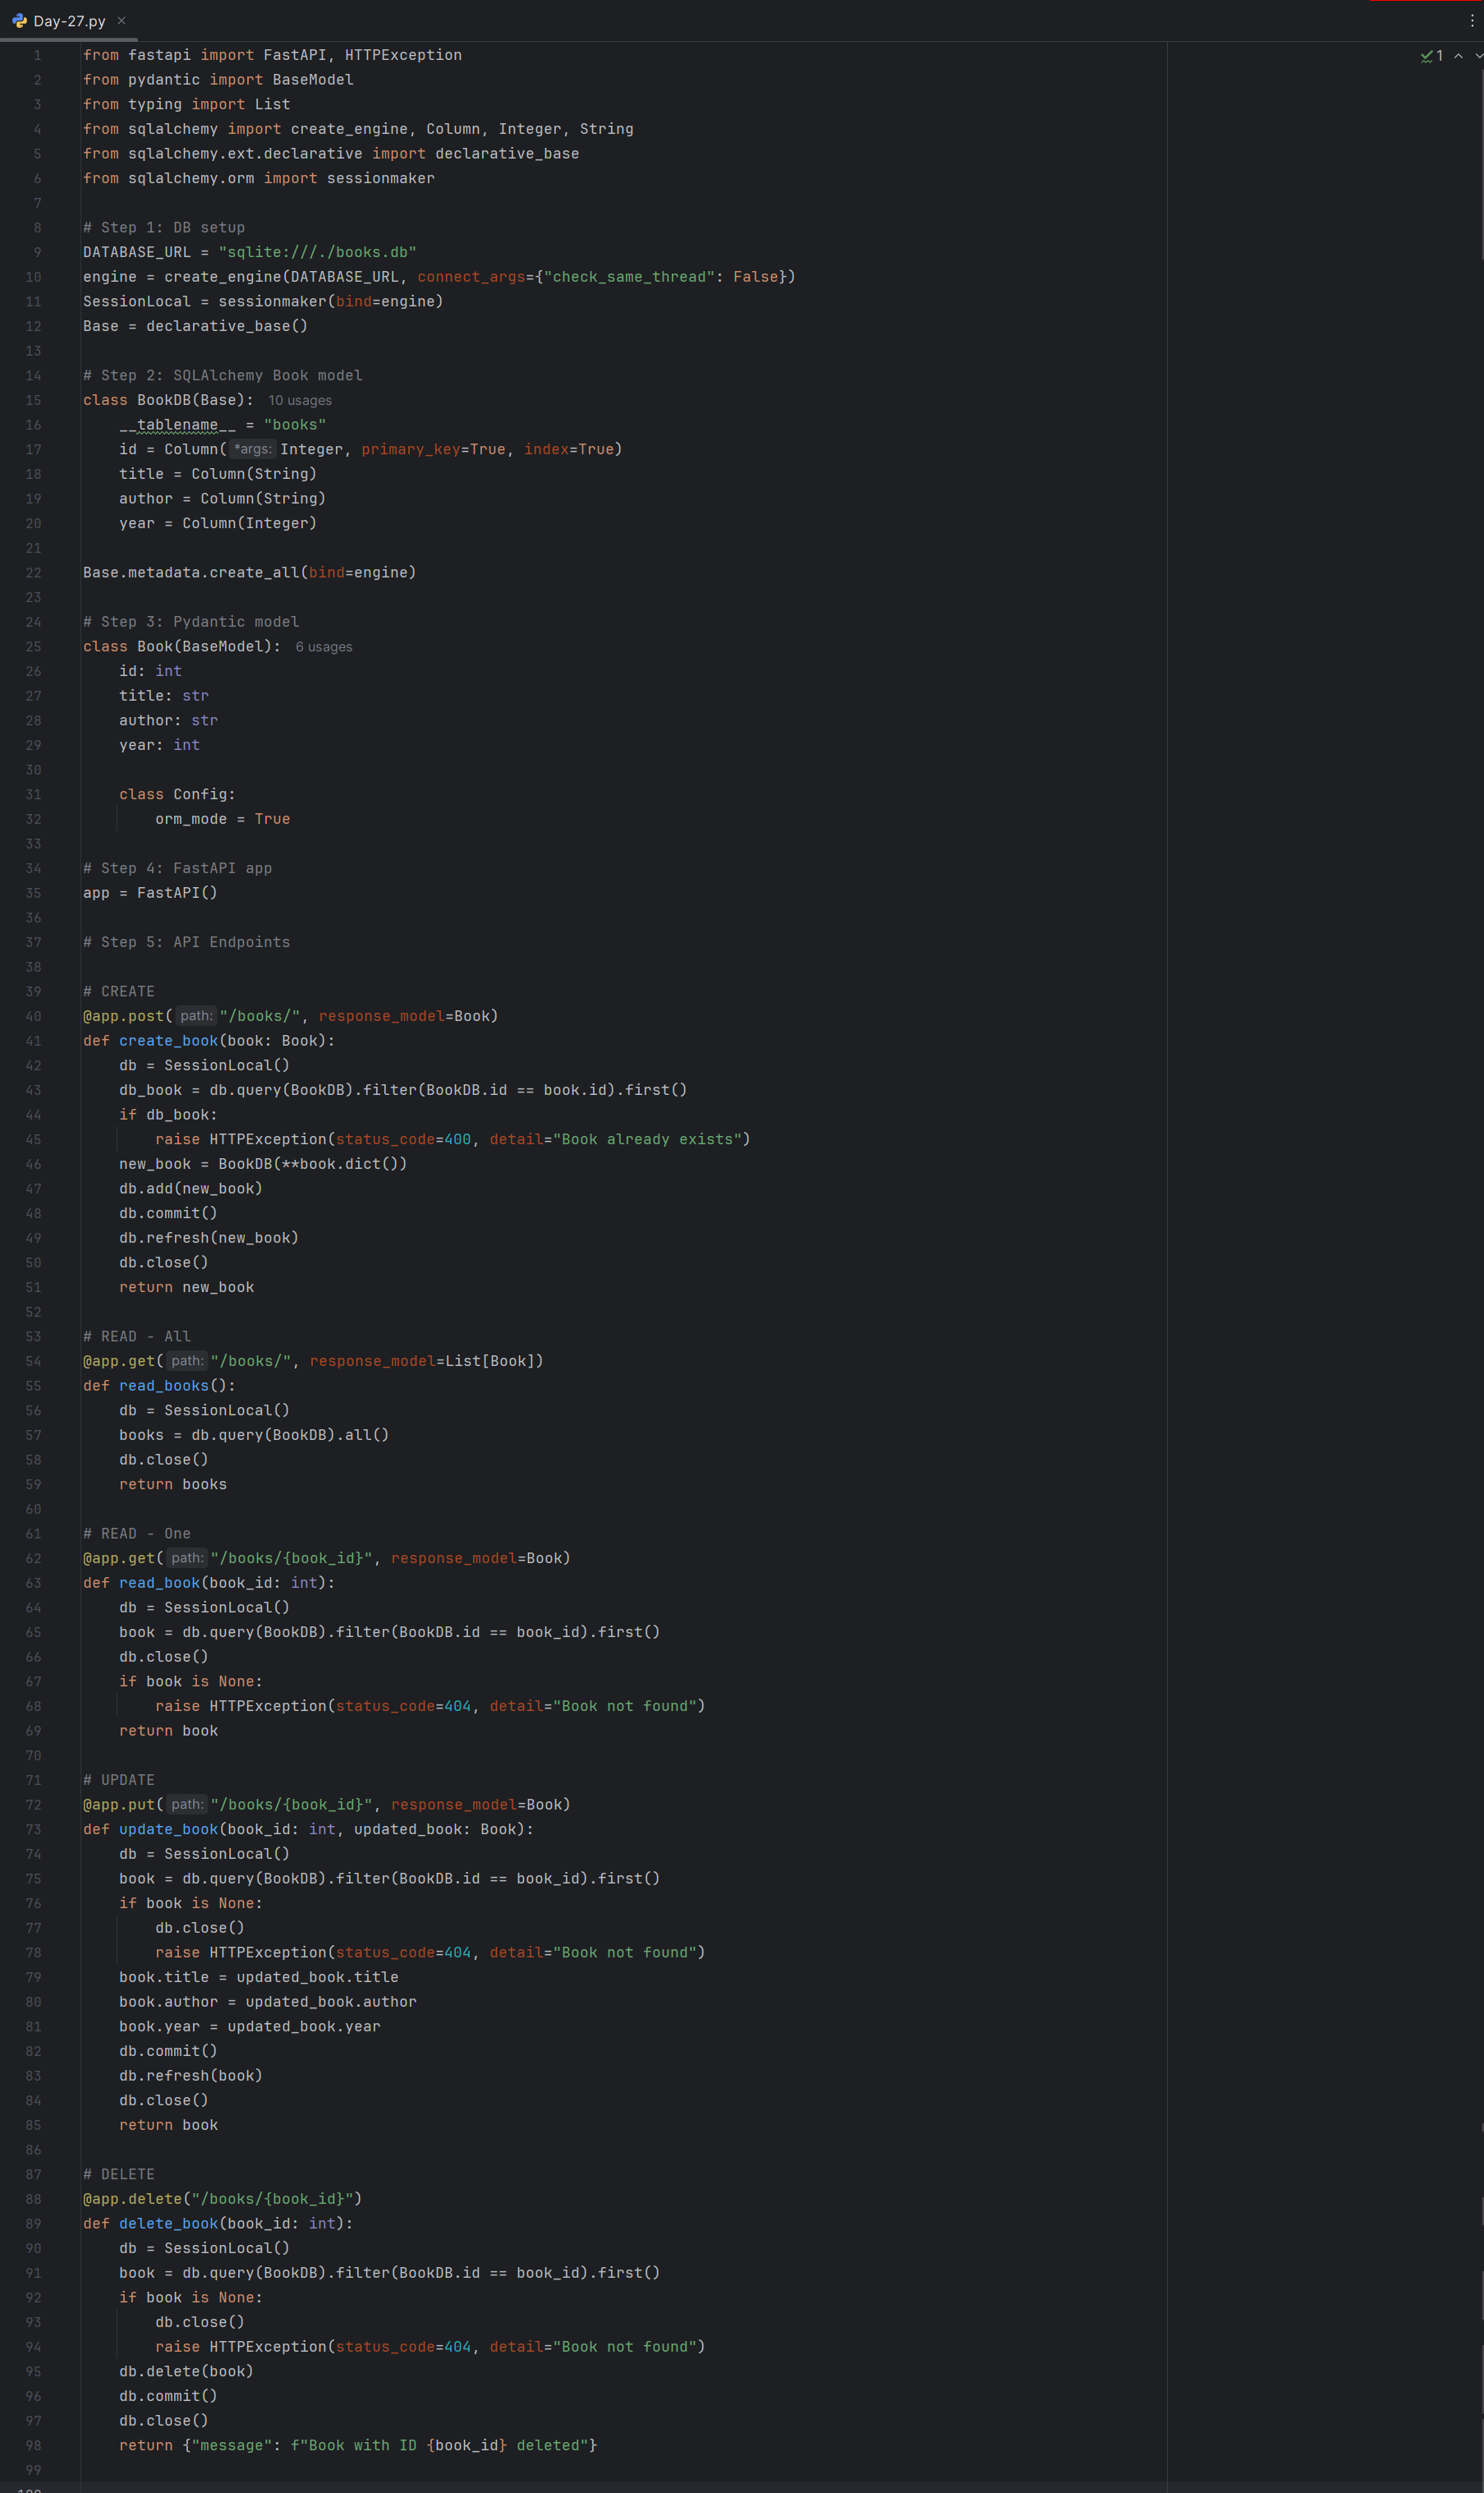 Day-27.py
1 from fastapi import FastAPI, HTTPException
2 from pydantic import BaseModel
3 from typing import List
4 from sqlalchemy import create_engine, Column, Integer, String
5 from sqlalchemy.ext.declarative import declarative_base
6 from sqlalchemy.orm import sessionmaker
7
8 # Step 1: DB setup
9 DATABASE_URL = "sqlite:///./books.db"
10 engine = create_engine(DATABASE_URL, connect_args={"check_same_thread": False})
11 SessionLocal = sessionmaker(bind=engine)
12 Base = declarative_base()
13
14 # Step 2: SQLAlchemy Book model
15 class BookDB(Base): 10 usages
16     __tablename__ = "books"
17     id = Column(*args: Integer, primary_key=True, index=True)
18     title = Column(String)
19     author = Column(String)
20     year = Column(Integer)
21
22 Base.metadata.create_all(bind=engine)
23
24 # Step 3: Pydantic model
25 class Book(BaseModel): 6 usages
26     id: int
27     title: str
28     author: str
29     year: int
30
31     class Config:
32         orm_mode = True
33
34 # Step 4: FastAPI app
35 app = FastAPI()
36
37 # Step 5: API Endpoints
38
39 # CREATE
40 @app.post(path: "/books/", response_model=Book)
41 def create_book(book: Book):
42     db = SessionLocal()
43     db_book = db.query(BookDB).filter(BookDB.id == book.id).first()
44     if db_book:
45         raise HTTPException(status_code=400, detail="Book already exists")
46     new_book = BookDB(**book.dict())
47     db.add(new_book)
48     db.commit()
49     db.refresh(new_book)
50     db.close()
51     return new_book
52
53 # READ - All
54 @app.get(path: "/books/", response_model=List[Book])
55 def read_books():
56     db = SessionLocal()
57     books = db.query(BookDB).all()
58     db.close()
59     return books
60
61 # READ - One
62 @app.get(path: "/books/{book_id}", response_model=Book)
63 def read_book(book_id: int):
64     db = SessionLocal()
65     book = db.query(BookDB).filter(BookDB.id == book_id).first()
66     db.close()
67     if book is None:
68         raise HTTPException(status_code=404, detail="Book not found")
69     return book
70
71 # UPDATE
72 @app.put(path: "/books/{book_id}", response_model=Book)
73 def update_book(book_id: int, updated_book: Book):
74     db = SessionLocal()
75     book = db.query(BookDB).filter(BookDB.id == book_id).first()
76     if book is None:
77         db.close()
78         raise HTTPException(status_code=404, detail="Book not found")
79     book.title = updated_book.title
80     book.author = updated_book.author
81     book.year = updated_book.year
82     db.commit()
83     db.refresh(book)
84     db.close()
85     return book
86
87 # DELETE
88 @app.delete("/books/{book_id}")
89 def delete_book(book_id: int):
90     db = SessionLocal()
91     book = db.query(BookDB).filter(BookDB.id == book_id).first()
92     if book is None:
93         db.close()
94         raise HTTPException(status_code=404, detail="Book not found")
95     db.delete(book)
96     db.commit()
97     db.close()
98     return {"message": f"Book with ID {book_id} deleted"}
99
1